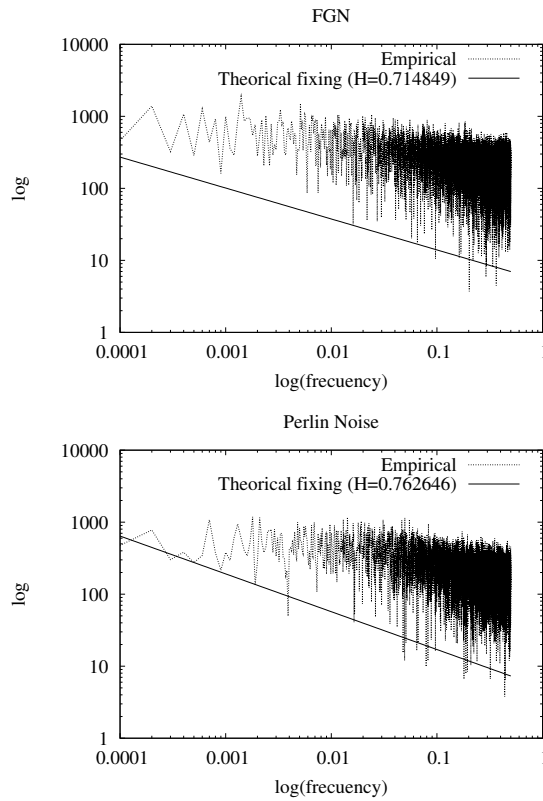 FGN
10000
Empirical
Theorical fixing (H=0.714849)
1000
log
100
10
1
0.0001 0.001 0.01 0.1 1
log(frecuency)
Perlin Noise
10000
Empirical
Theorical fixing (H=0.762646)
1000
log
100
10
1
0.0001 0.001 0.01 0.1 1
log(frecuency)